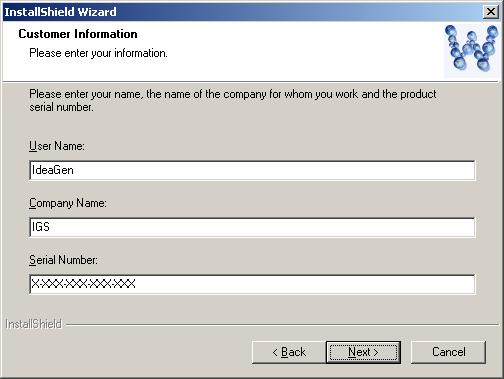 InstallShield Wizard
Customer Information
Please enter your information.
Please enter your name, the name of the company for whom you work and the product
serial number.
User Name:
IdeaGen
Company Name:
IGS
Serial Number:
X-XXX-XXX-XXX-XXX
InstallShield
< Back
Next >
Cancel